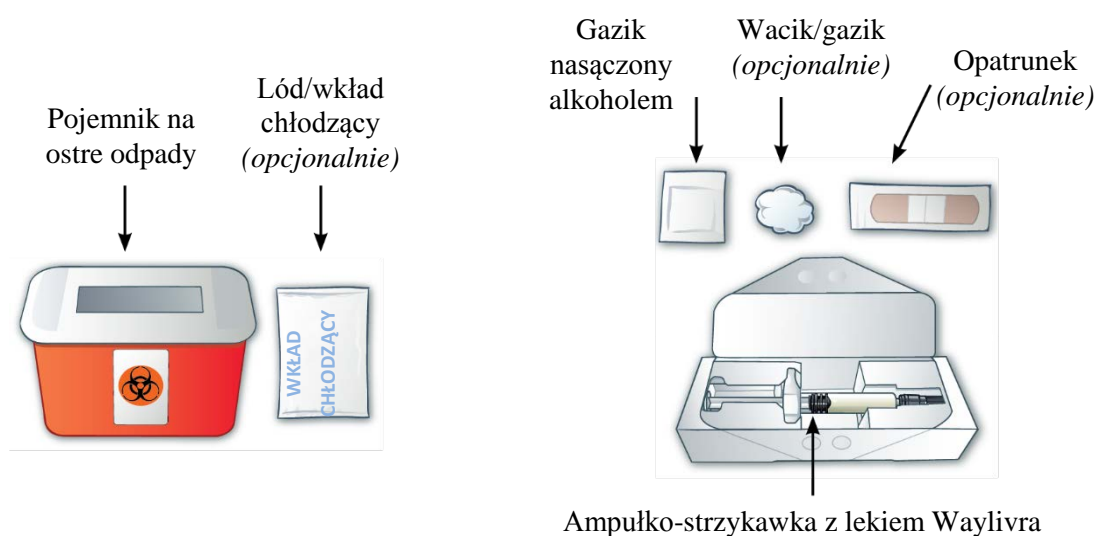 Pojemnik na
ostre odpady
Lód/wkład
chłodzący
(opcjonalnie)
WKŁAD
CHŁODZĄCY
Gazik
nasączony
alkoholem
Wacik/gazik
(opcjonalnie)
Opatrunek
(opcjonalnie)
Ampułko-strzykawka z lekiem Waylivra